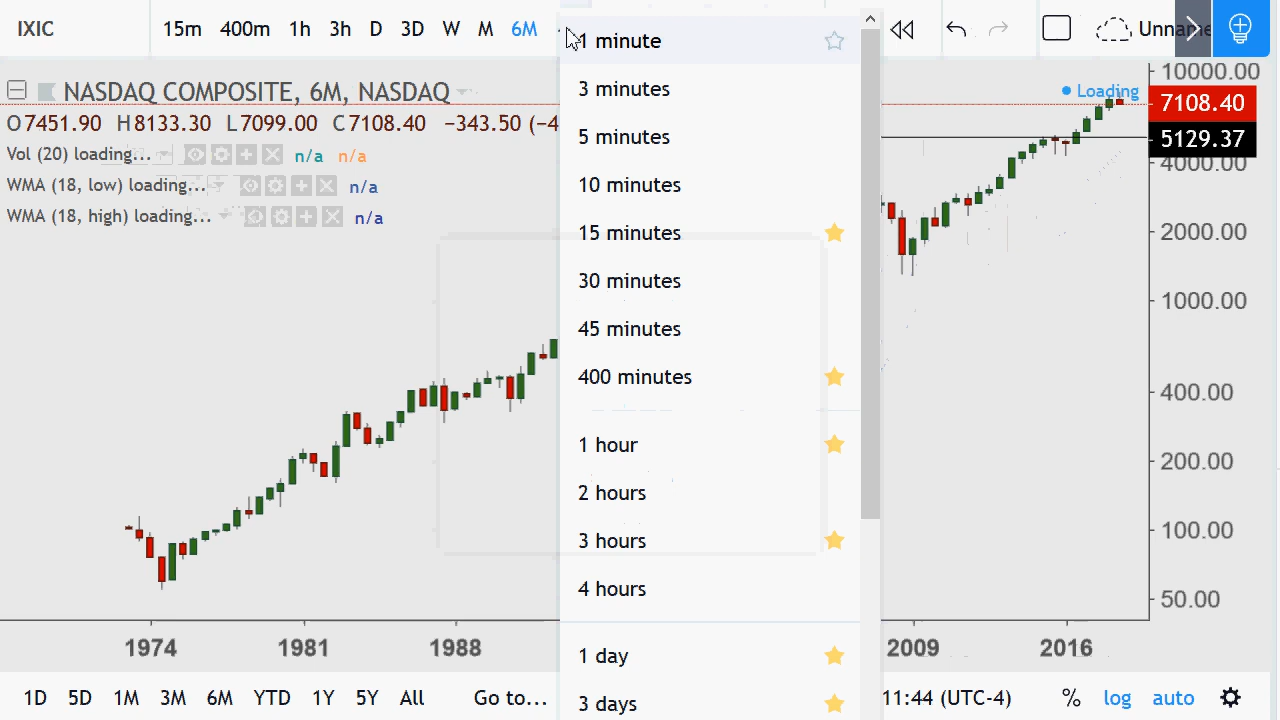 IXIC 15m 400m 1h 3h D 3D W M 6M
1 minute
3 minutes
5 minutes
10 minutes
15 minutes
30 minutes
45 minutes
400 minutes
1 hour
2 hours
3 hours
4 hours
1 day
3 days
NASDAQ COMPOSITE, 6M, NASDAQ
O7451.90 H8133.30 L7099.00 C7108.40 −343.50 (−4
Vol (20) loading... n/a n/a
WMA (18, low) loading... n/a
WMA (18, high) loading... n/a
Loading
10000.00
7108.40
5129.37
4000.00
2000.00
1000.00
400.00
200.00
100.00
50.00
1974 1981 1988 2009 2016
1D 5D 1M 3M 6M YTD 1Y 5Y All Go to... 11:44 (UTC-4) % log auto